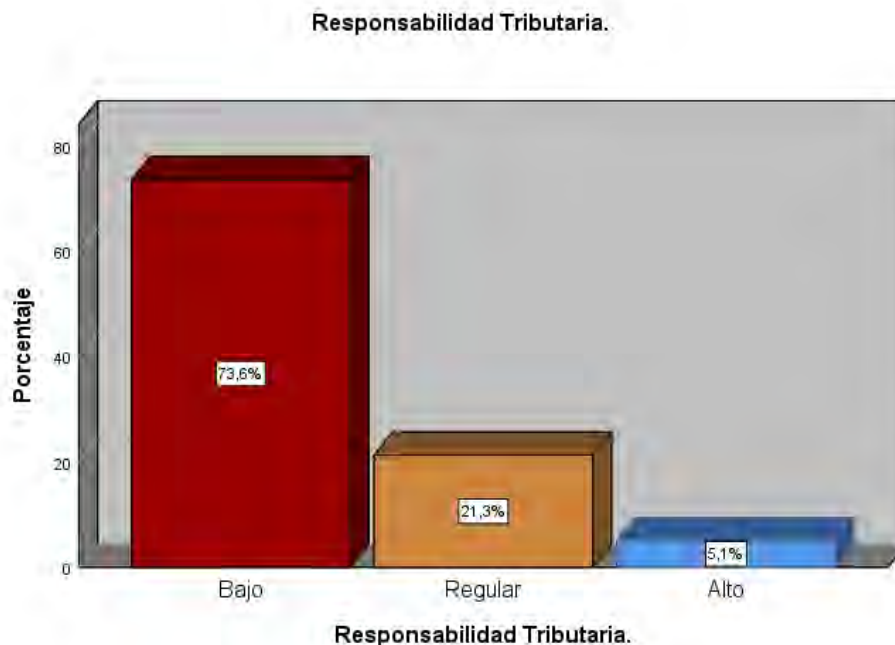 Responsabilidad Tributaria.
80
60
40
20
0
Porcentaje
73,6%
21,3%
5,1%
Bajo
Regular
Alto
Responsabilidad Tributaria.